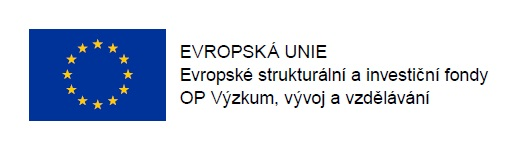 EVROPSKÁ UNIE
Evropské strukturální a investiční fondy
OP Výzkum, vývoj a vzdělávání